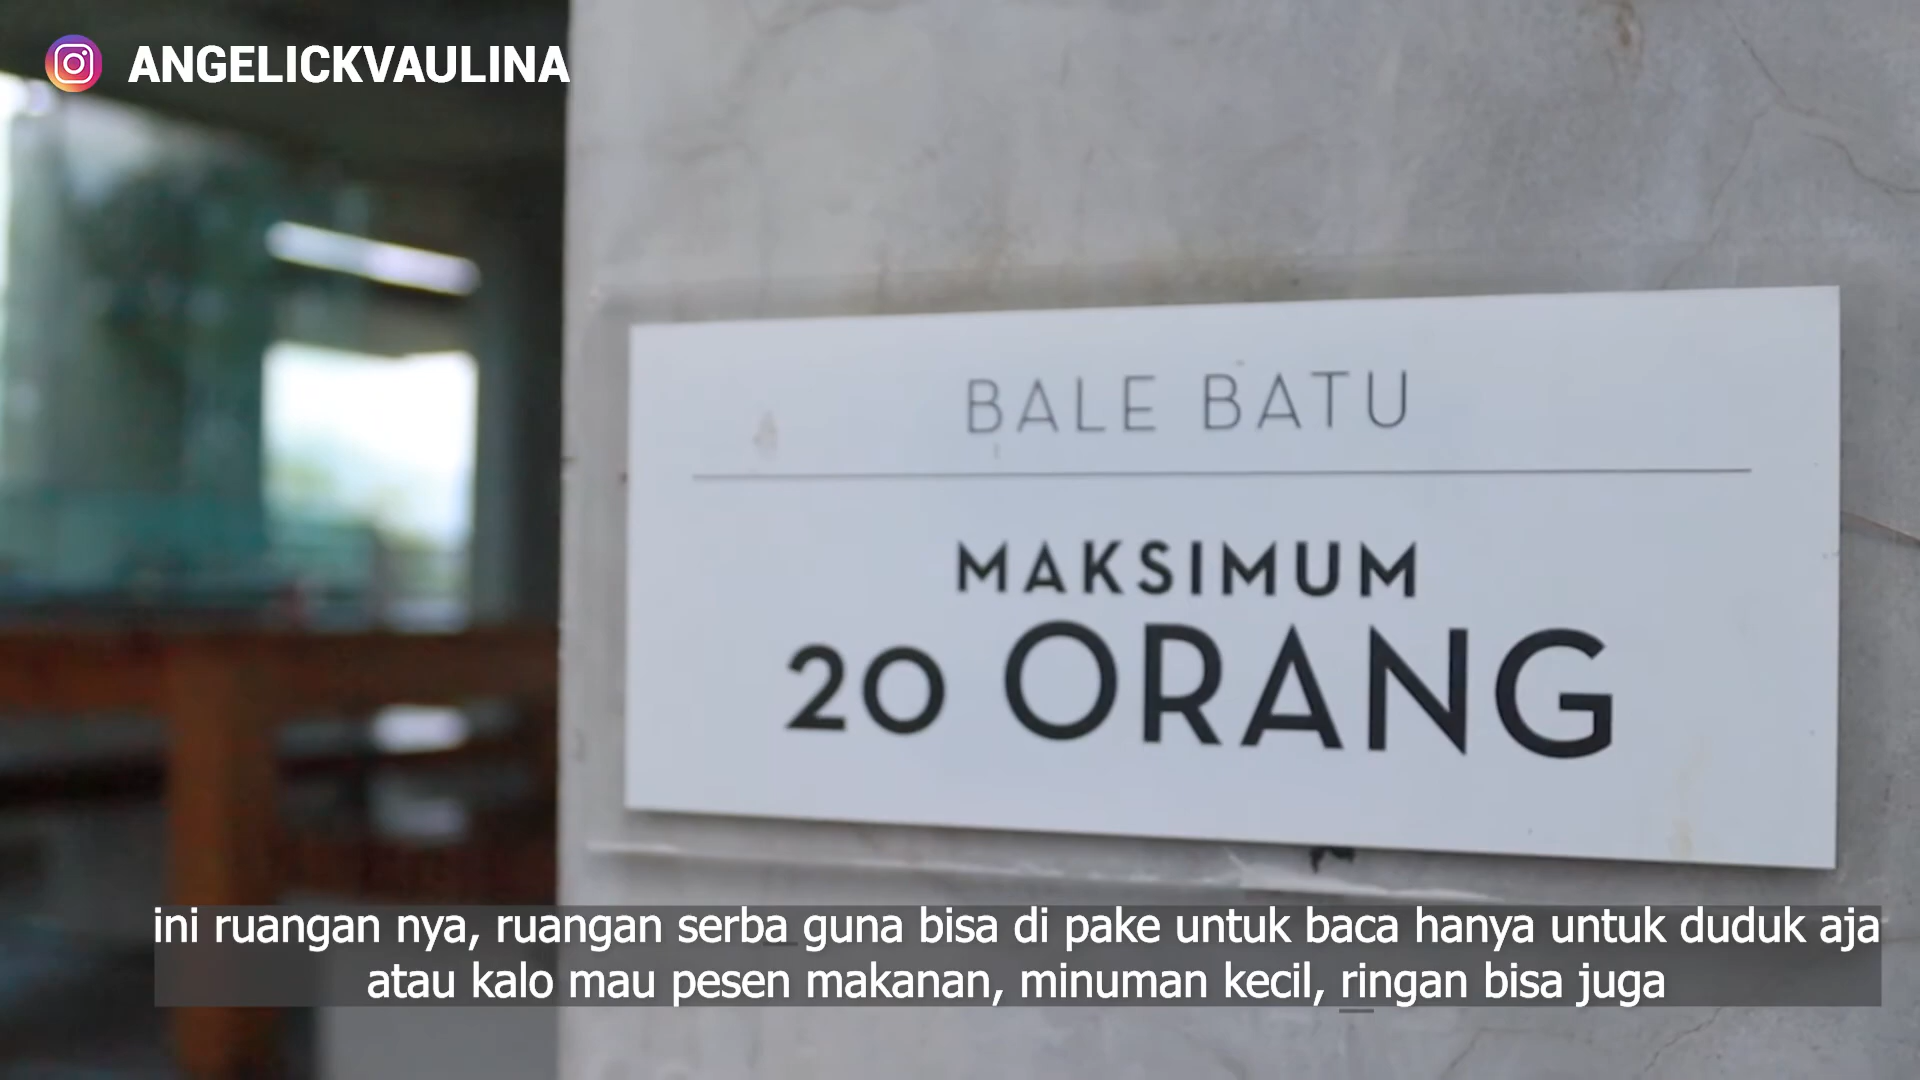 ANGELICKVAULINA
BALE BATU
MAKSIMUM
20 ORANG
ini ruangan nya, ruangan serba guna bisa di pake untuk baca hanya untuk duduk aja
atau kalo mau pesen makanan, minuman kecil, ringan bisa juga